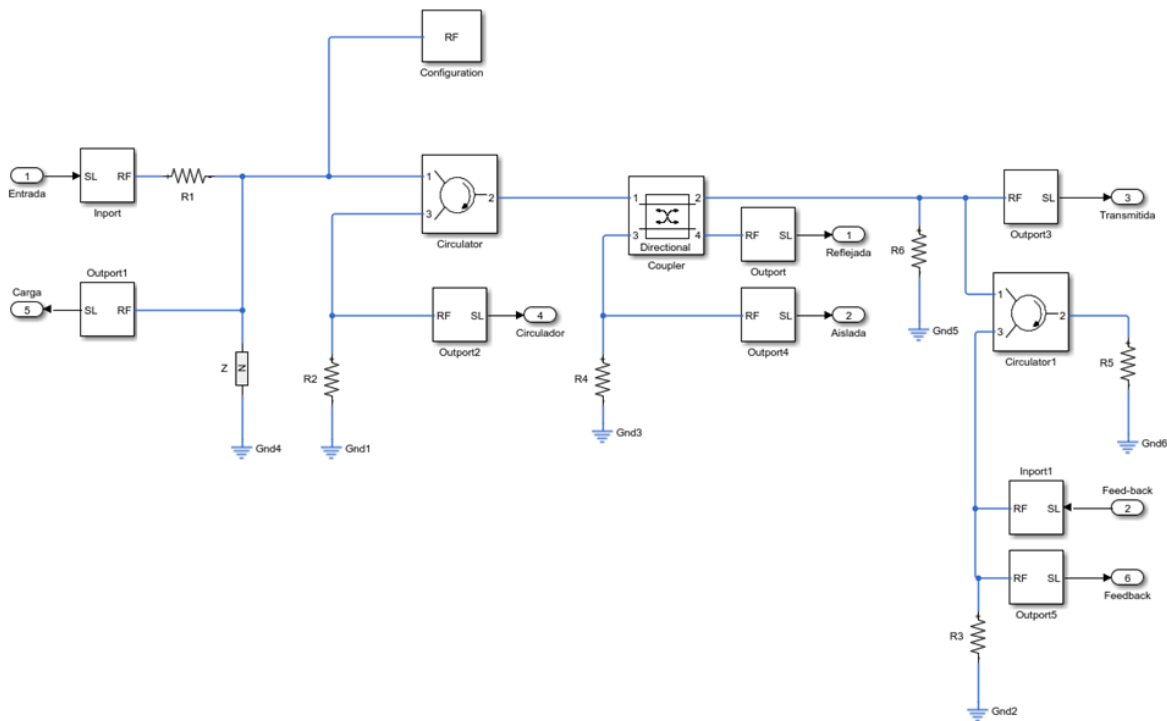 RF
Configuration
1
Entrada
SL RF
Inport
R1
1
3
2
Circulator
1 2
3 4
Directional
Coupler
RF SL
Outport
1
Reflejada
R6
Gnd5
RF SL
Outport3
3
Transmitida
Outport1
SL RF
Carga
5
Z
N
Gnd4
R2
Gnd1
RF SL
Outport2
4
Circulador
R4
Gnd3
RF SL
Outport4
2
Aislada
1
3
2
Circulator1
R5
Gnd6
Inport1
RF SL
Feed-back
2
RF SL
Outport5
6
Feedback
R3
Gnd2